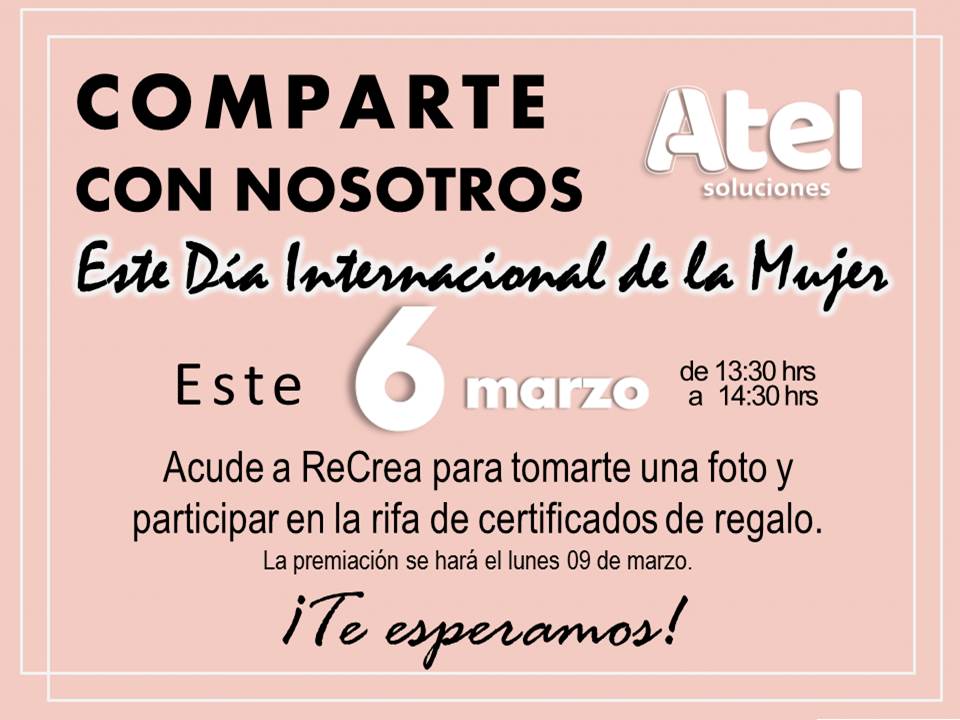 COMPARTE
CON NOSOTROS
Atel
soluciones
Este Día Internacional de la Mujer
Este 6 marzo
de 13:30 hrs
a 14:30 hrs
Acude a ReCrea para tomarte una foto y
participar en la rifa de certificados de regalo.
La premiación se hará el lunes 09 de marzo.
¡Te esperamos!